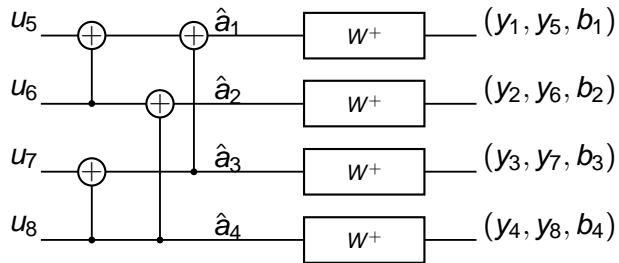 u₅ â₁ W⁺ (y₁, y₅, b₁)
u₆ â₂ W⁺ (y₂, y₆, b₂)
u₇ â₃ W⁺ (y₃, y₇, b₃)
u₈ â₄ W⁺ (y₄, y₈, b₄)